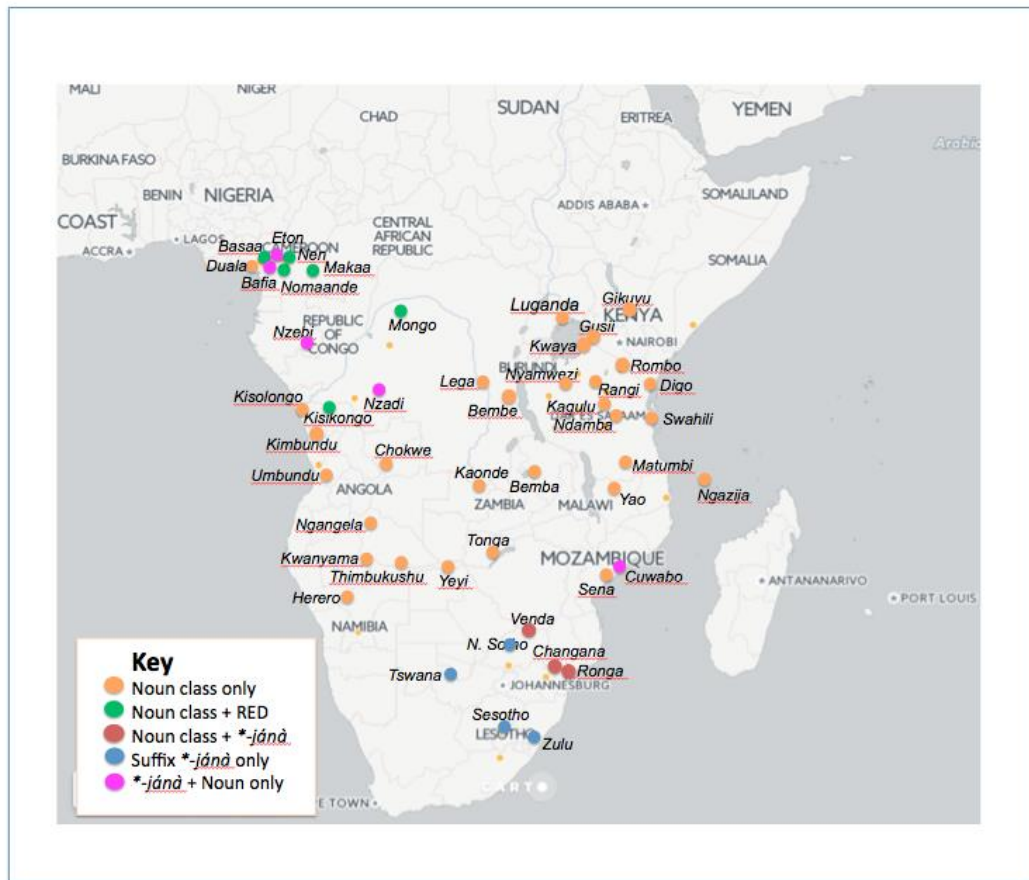 MALI
NIGER
CHAD
SUDAN
ERITREA
YEMEN
Arabic
BURKINA FASO
BENIN
NIGERIA
ADDIS ABABA
SOMALILAND
COAST
CENTRAL
AFRICAN
REPUBLIC
ACCRA
LAGOS
Eton
Basaa
CAMEROON
Nen
Duala
Makaa
Bafia
Nomaande
SOMALIA
Luganda
Gikuyu
KENYA
REPUBLIC
OF
CONGO
Mongo
Nzebi
Gusii
Kwaya
NAIROBI
BURUNDI
Nyamwezi
Rombo
Lega
Rangi
Digo
Kisolongo
Nzadi
Bembe
Kagulu
Kisikongo
Ndamba
Swahili
Kimbundu
Chokwe
Matumbi
Umbundu
ANGOLA
Kaonde
Bemba
ZAMBIA
MALAWI
Yao
Ngazija
Ngangela
Tonga
Kwanyama
MOZAMBIQUE
Thimbukushu
Yeyi
Cuwabo
Sena
ANTANANARIVO
PORT LOUIS
Herero
NAMIBIA
Venda
N. Sotho
Changana
Tswana
Ronga
JOHANNESBURG
Sesotho
LESOTHO
Zulu
CARTO
Key
Noun class only
Noun class + RED
Noun class + *-jánà
Suffix *-jánà only
*-jánà + Noun only
PE TOWN